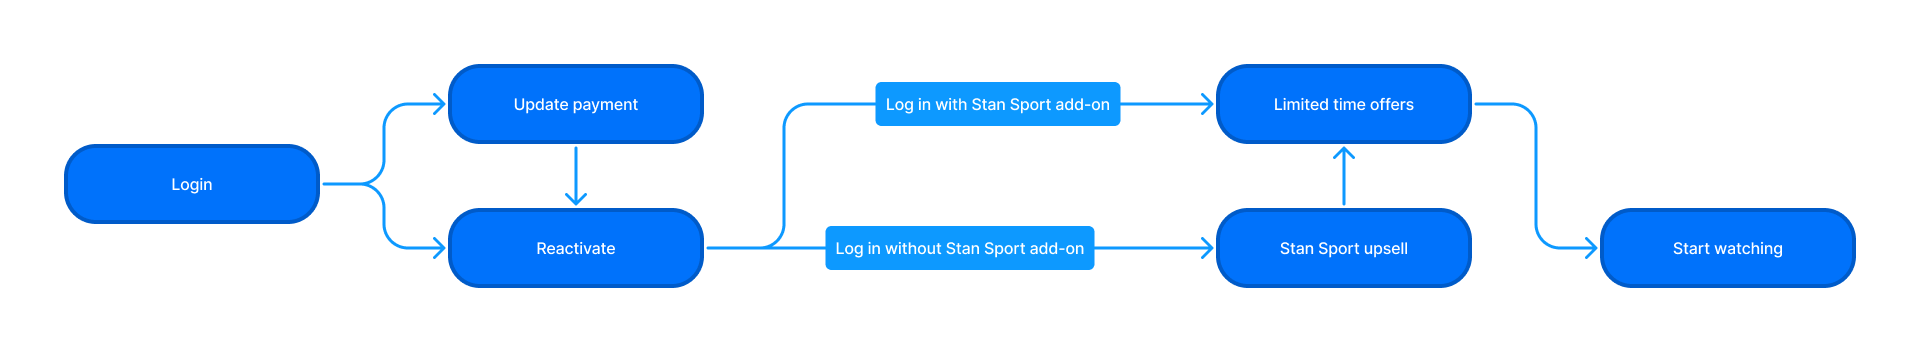 Login
Update payment
Reactivate
Log in with Stan Sport add-on
Log in without Stan Sport add-on
Limited time offers
Stan Sport upsell
Start watching